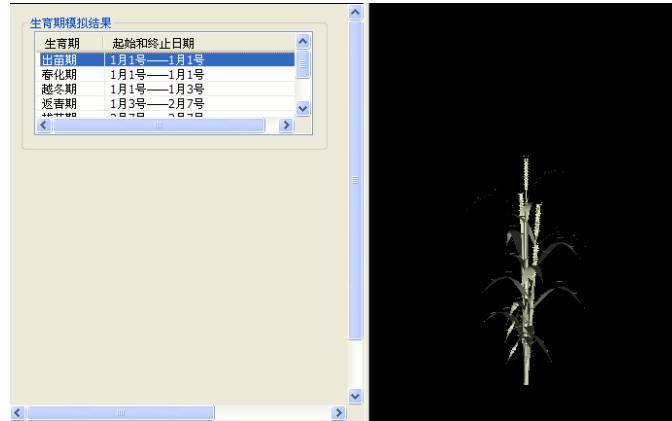 生育期模拟结果
生育期 起始和终止日期
出苗期 1月1号——1月1号
春化期 1月1号——1月1号
越冬期 1月1号——1月3号
返青期 1月3号——2月7号